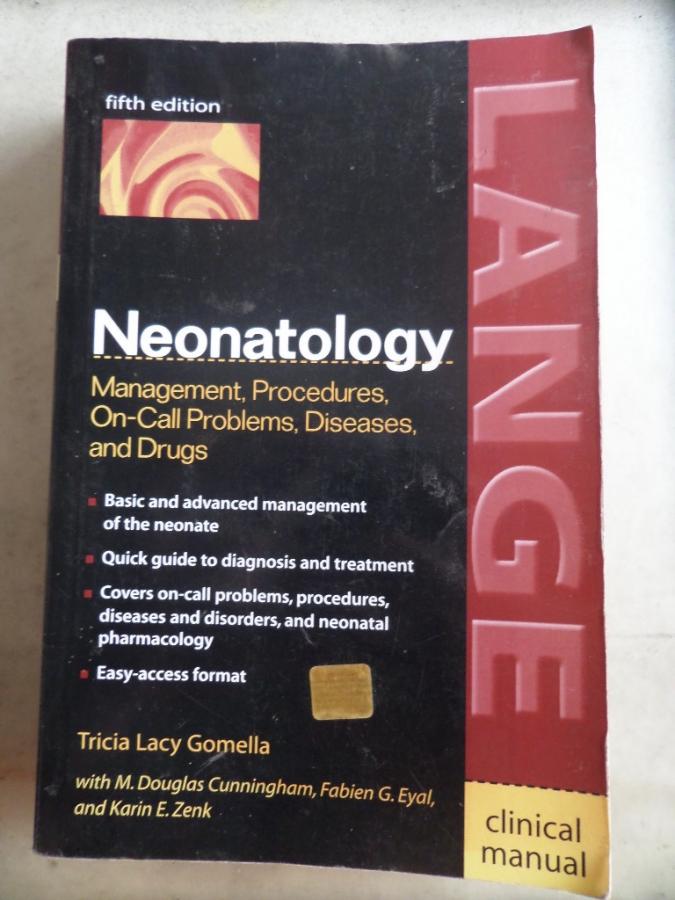 fifth edition
LANGE
Neonatology
Management, Procedures,
On-Call Problems, Diseases,
and Drugs
Basic and advanced management
of the neonate
Quick guide to diagnosis and treatment
Covers on-call problems, procedures,
diseases and disorders, and neonatal
pharmacology
Easy-access format
Tricia Lacy Gomella
with M. Douglas Cunningham, Fabien G. Eyal,
and Karin E. Zenk
clinical
manual